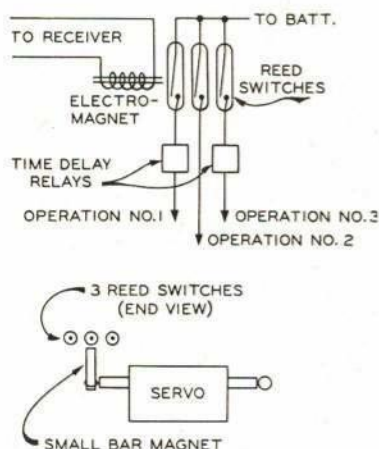 TO RECEIVER
TO BATT.
ELECTRO-
MAGNET
REED
SWITCHES
TIME DELAY
RELAYS
OPERATION NO.1
OPERATION NO.3
OPERATION NO. 2
3 REED SWITCHES
(END VIEW)
SERVO
SMALL BAR MAGNET